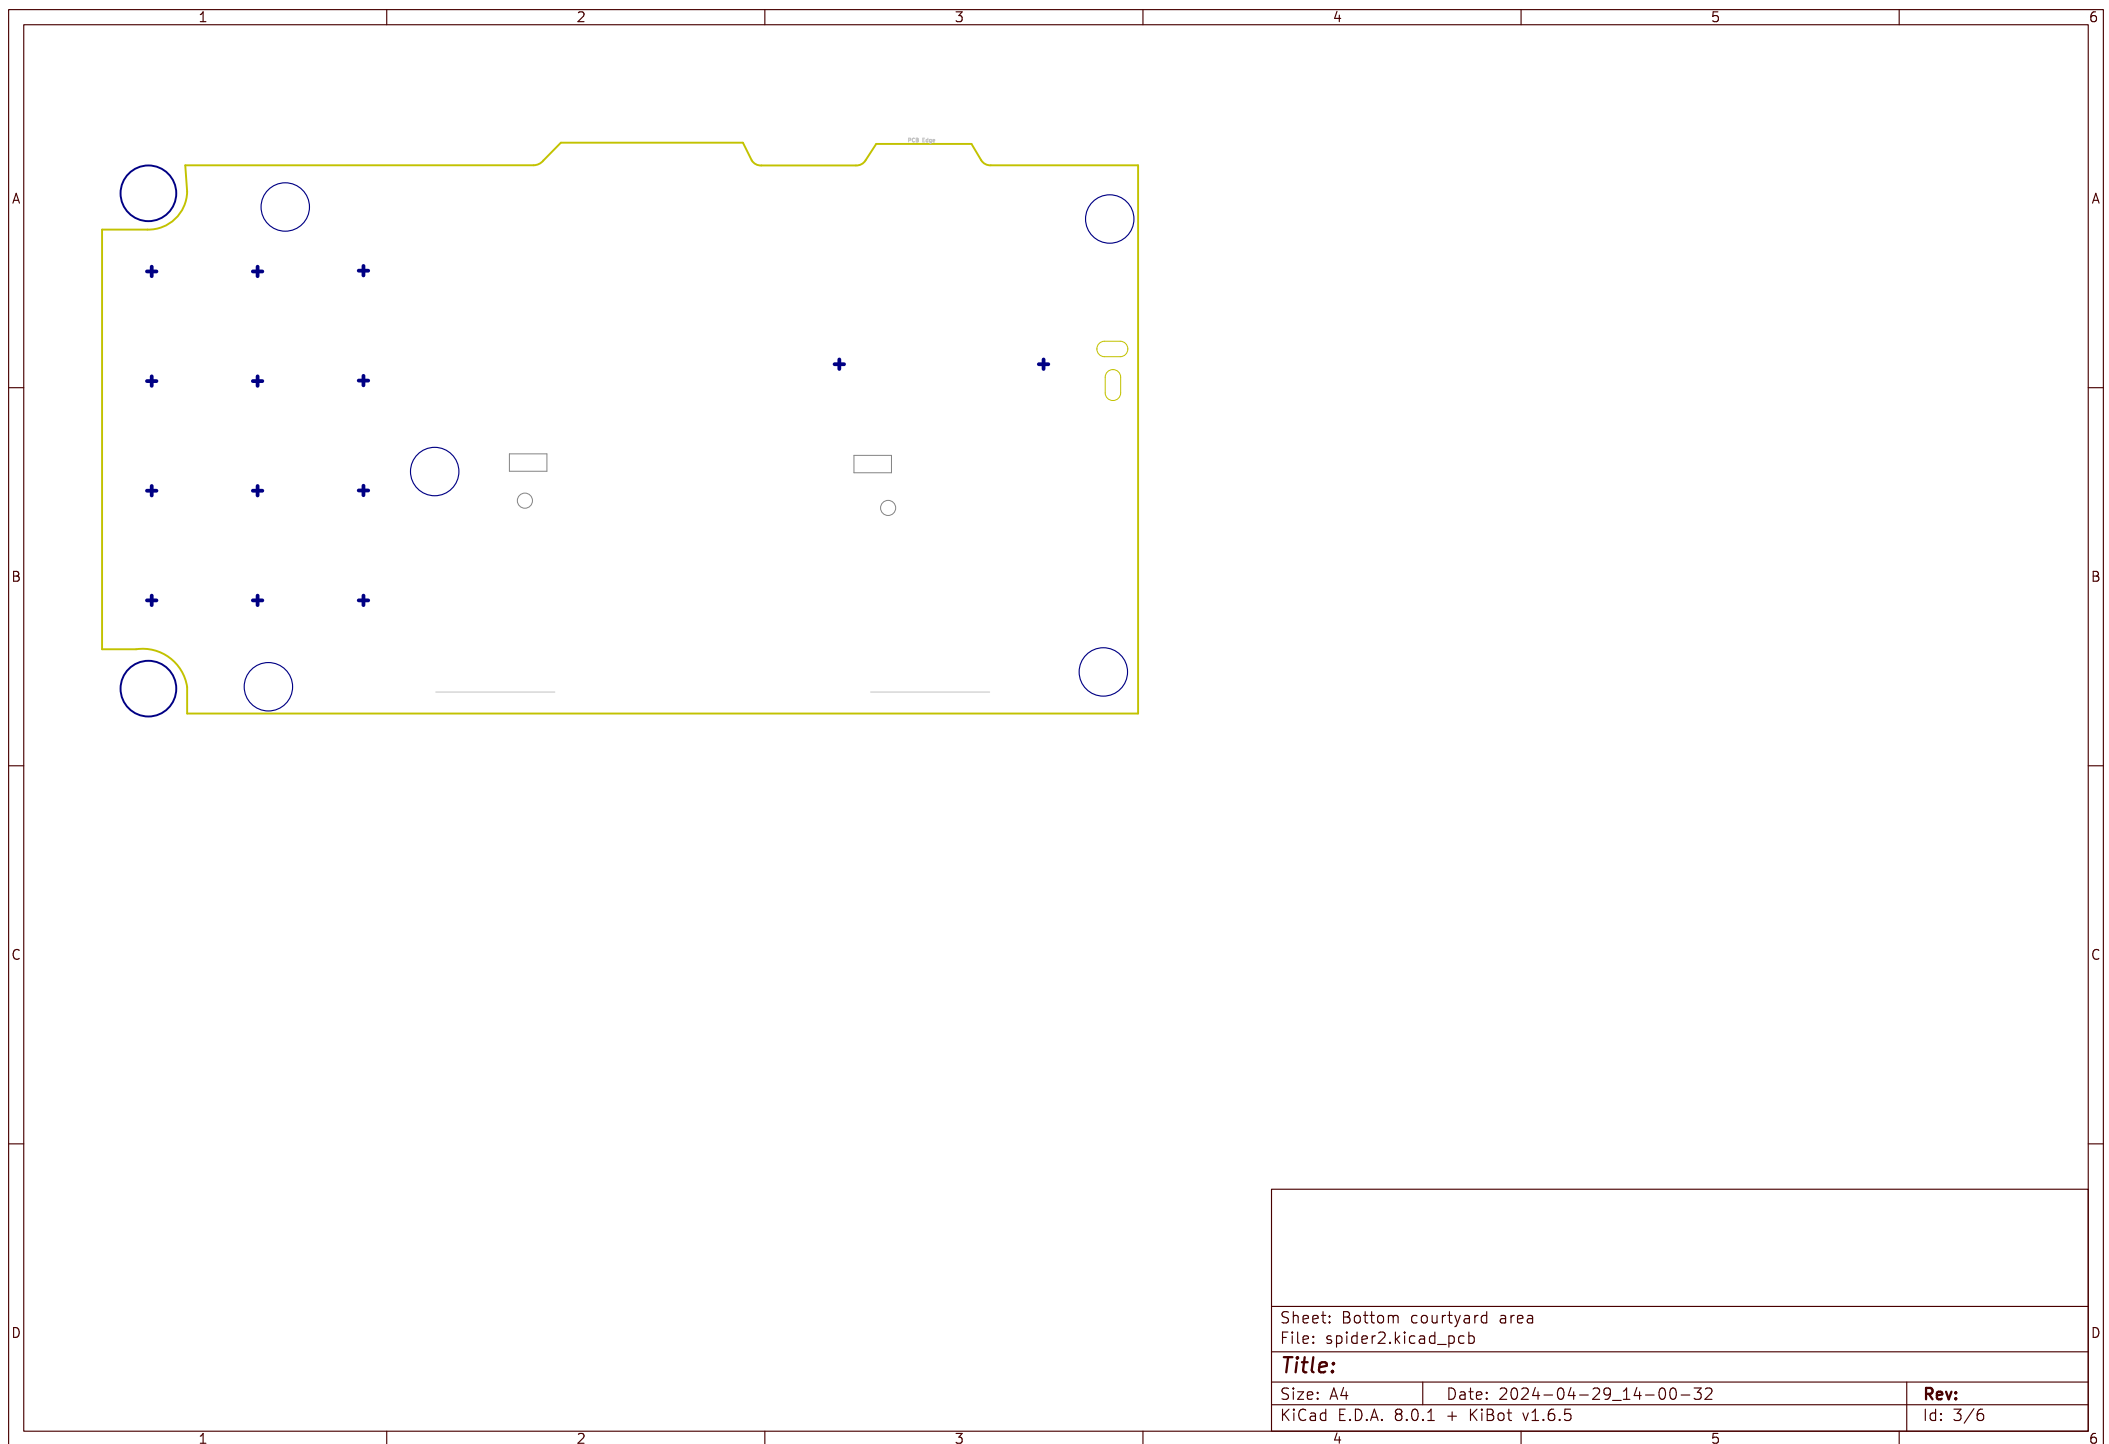 1 2 3 4 5 6
PCB Edge
A A
B B
C C
D D
Sheet: Bottom courtyard area
File: spider2.kicad_pcb
Title:
Size: A4 Date: 2024-04-29_14-00-32 Rev:
KiCad E.D.A. 8.0.1 + KiBot v1.6.5 Id: 3/6
1 2 3 4 5 6